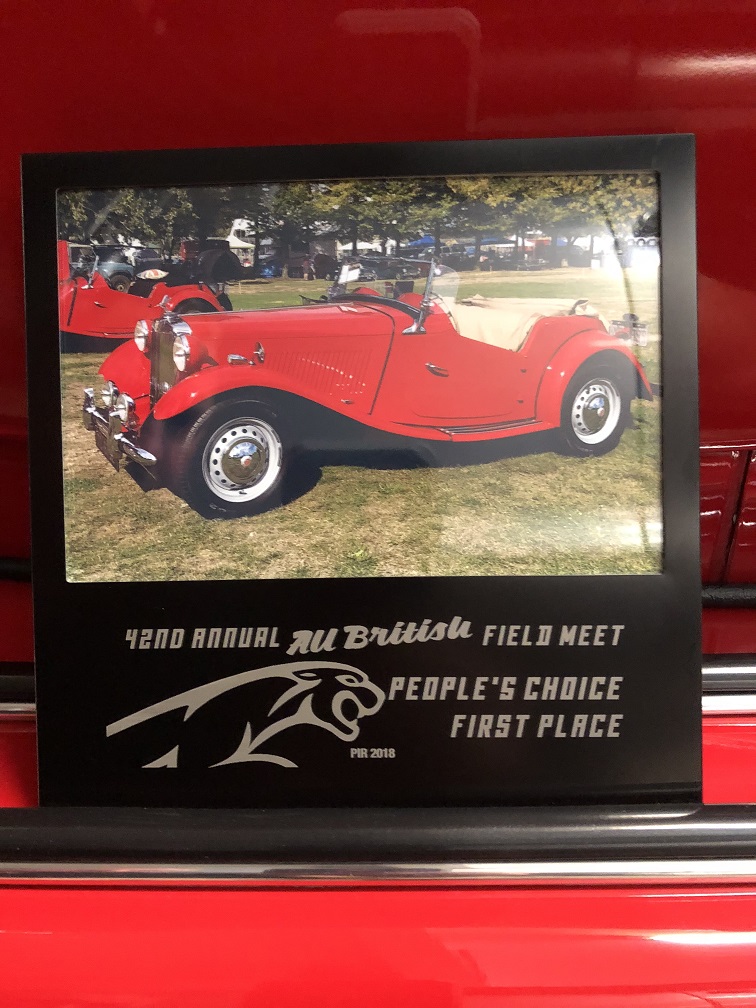 42ND ANNUAL All British FIELD MEET
PEOPLE'S CHOICE
FIRST PLACE
PIR 2018